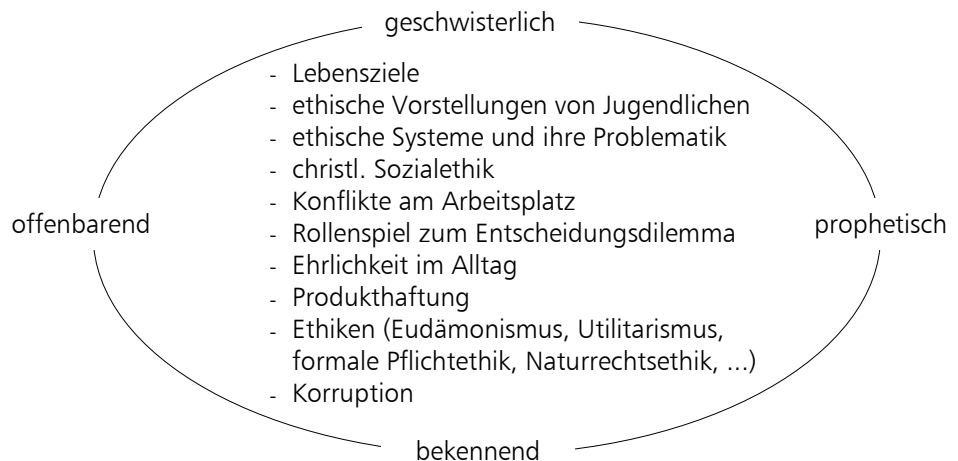 geschwisterlich
- Lebensziele
- ethische Vorstellungen von Jugendlichen
- ethische Systeme und ihre Problematik
- christl. Sozialethik
- Konflikte am Arbeitsplatz
offenbarend
prophetisch
- Rollenspiel zum Entscheidungsdilemma
- Ehrlichkeit im Alltag
- Produkthaftung
- Ethiken (Eudämonismus, Utilitarismus,
formale Pflichtethik, Naturrechtsethik, ...)
- Korruption
bekennend